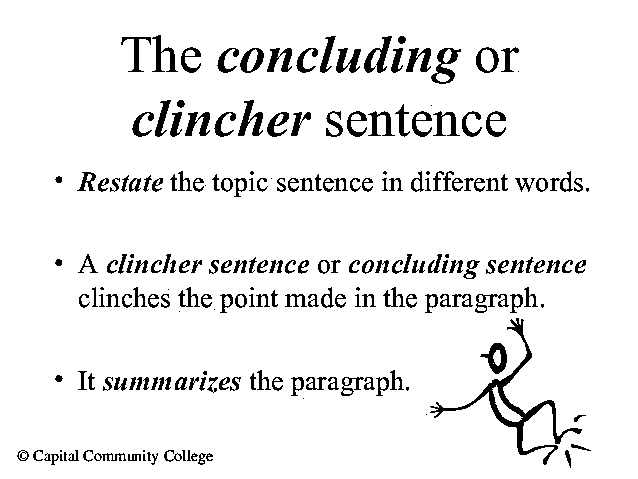 The concluding or
clincher sentence
• Restate the topic sentence in different words.
• A clincher sentence or concluding sentence
clinches the point made in the paragraph.
• It summarizes the paragraph.
© Capital Community College